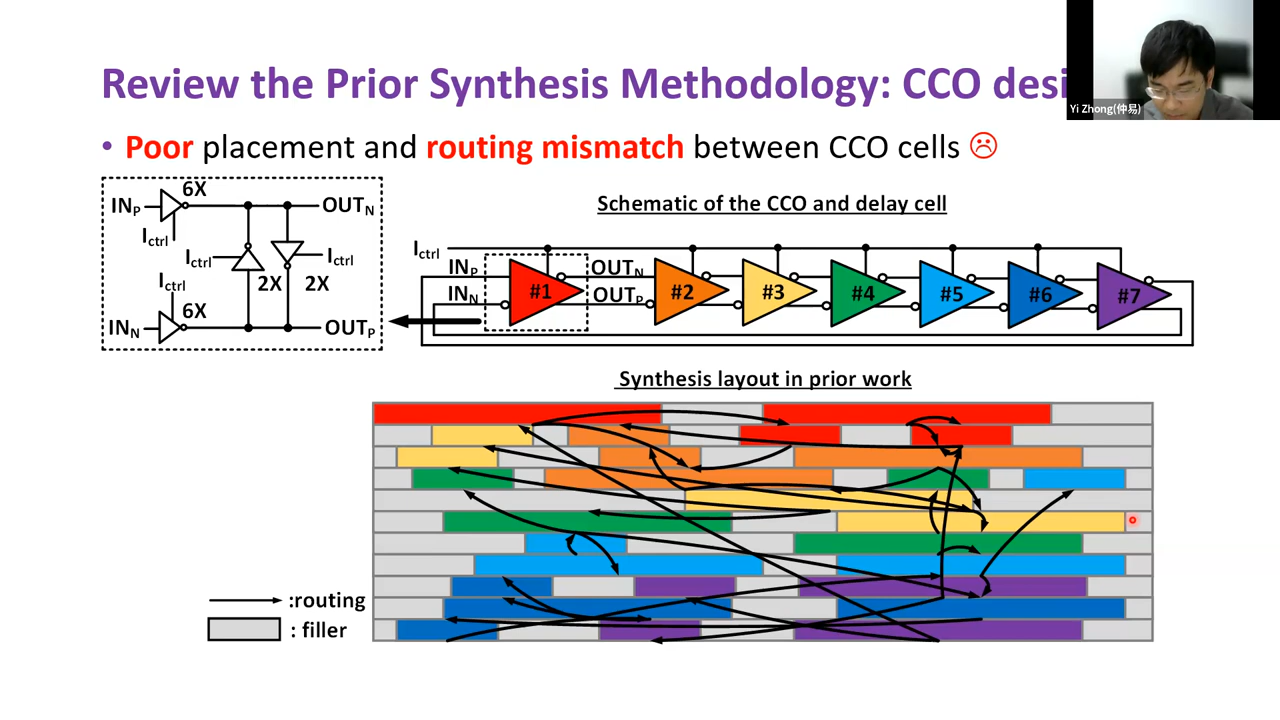 Review the Prior Synthesis Methodology: CCO desi
Yi Zhong(仲易)
• Poor placement and routing mismatch between CCO cells ☹
6X
INP
OUTN
Ictrl
Ictrl
Ictrl
Ictrl
2X
2X
6X
INN
OUTP
Schematic of the CCO and delay cell
Ictrl
INP
OUTN
INN
OUTP
#1
#2
#3
#4
#5
#6
#7
Synthesis layout in prior work
:routing
: filler